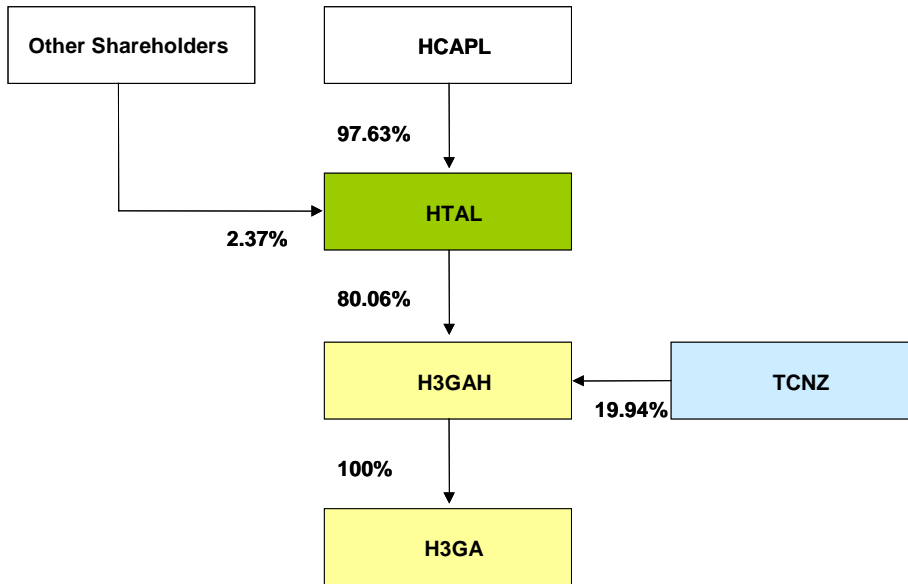 Other Shareholders
HCAPL
97.63%
HTAL
2.37%
80.06%
H3GAH
TCNZ
19.94%
100%
H3GA